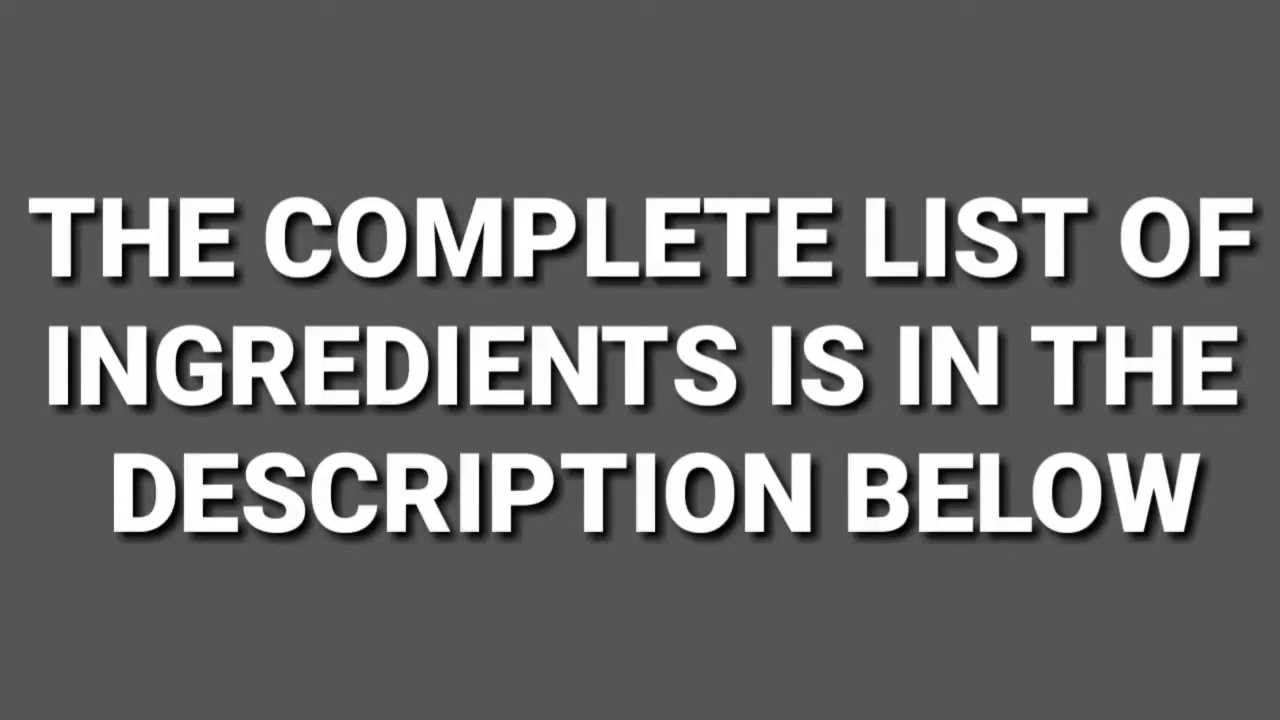 THE COMPLETE LIST OF
INGREDIENTS IS IN THE
DESCRIPTION BELOW